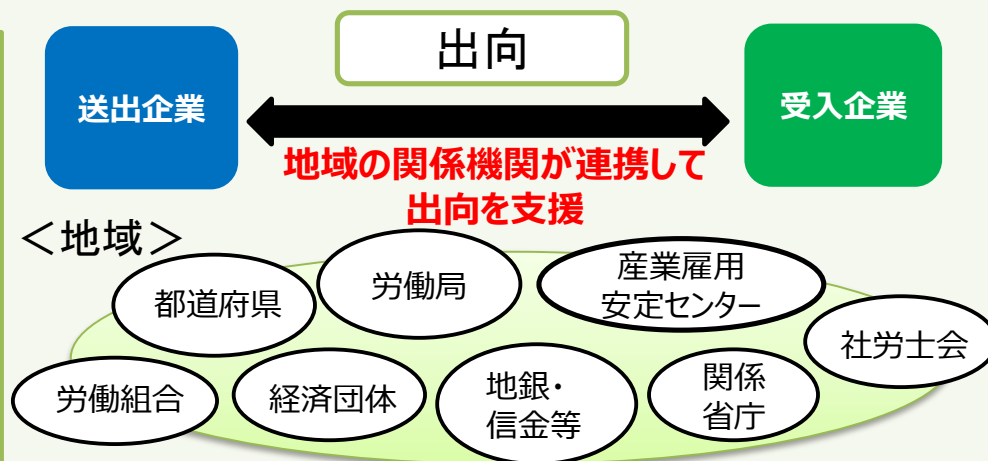 出向
送出企業
受入企業
地域の関係機関が連携して
出向を支援
＜地域＞
都道府県
労働局
産業雇用
安定センター
社労士会
労働組合
経済団体
地銀・
信金等
関係
省庁